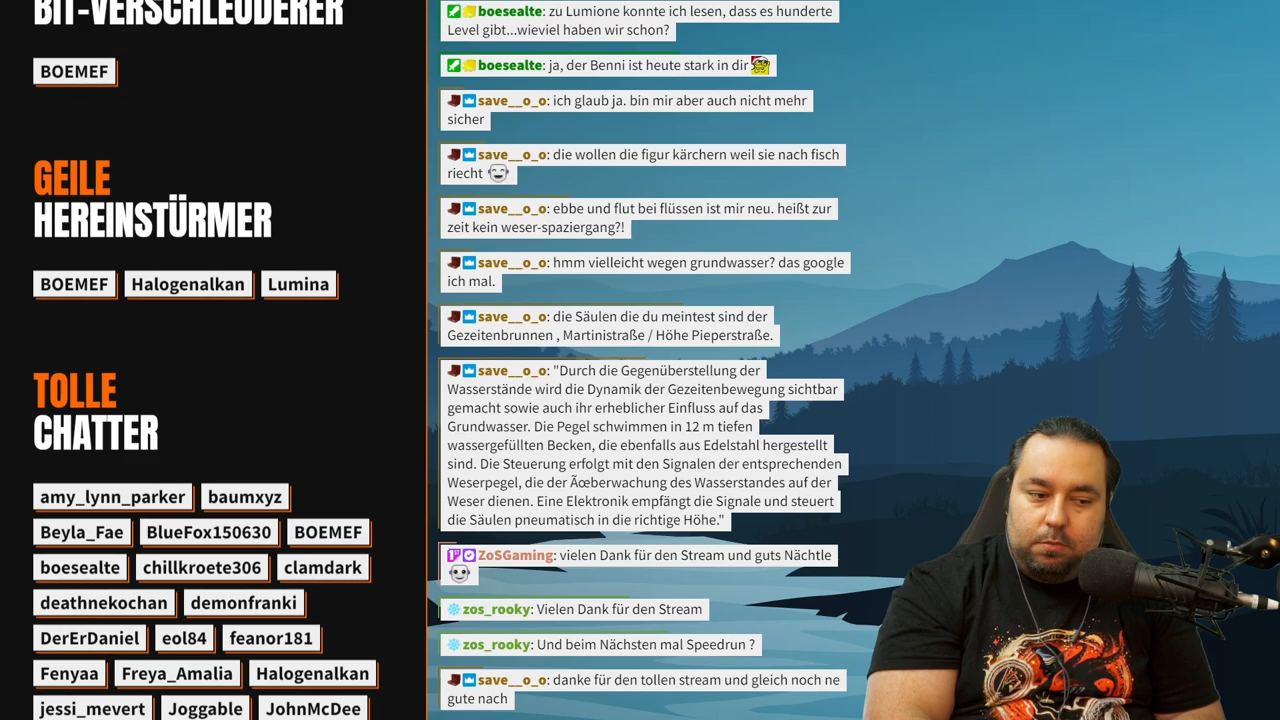 BIT-VERSCHLEUDERER
BOEMEF
GEILE
HEREINSTÜRMER
BOEMEF Halogenalkan Lumina
TOLLE
CHATTER
amy_lynn_parker baumxyz
Beyla_Fae BlueFox150630 BOEMEF
boesealte chillkroete306 clamdark
deathnekochan demonfranki
DerErDaniel eol84 feanor181
Fenyaa Freya_Amalia Halogenalkan
jessi_mevert Joggable JohnMcDee
boesealte: zu Lumione konnte ich lesen, dass es hunderte
Level gibt...wieviel haben wir schon?
boesealte: ja, der Benni ist heute stark in dir
save__o_o: ich glaub ja. bin mir aber auch nicht mehr
sicher
save__o_o: die wollen die figur kärchern weil sie nach fisch
riecht
save__o_o: ebbe und flut bei flüssen ist mir neu. heißt zur
zeit kein weser-spaziergang?!
save__o_o: hmm vielleicht wegen grundwasser? das google
ich mal.
save__o_o: die Säulen die du meintest sind der
Gezeitenbrunnen , Martinistraße / Höhe Pieperstraße.
save__o_o: "Durch die Gegenüberstellung der
Wasserstände wird die Dynamik der Gezeitenbewegung sichtbar
gemacht sowie auch ihr erheblicher Einfluss auf das
Grundwasser. Die Pegel schwimmen in 12 m tiefen
wassergefüllten Becken, die ebenfalls aus Edelstahl hergestellt
sind. Die Steuerung erfolgt mit den Signalen der entsprechenden
Weserpegel, die der Ãœberwachung des Wasserstandes auf der
Weser dienen. Eine Elektronik empfängt die Signale und steuert
die Säulen pneumatisch in die richtige Höhe."
ZoSGaming: vielen Dank für den Stream und guts Nächtle
zos_rooky: Vielen Dank für den Stream
zos_rooky: Und beim Nächsten mal Speedrun ?
save__o_o: danke für den tollen stream und gleich noch ne
gute nach